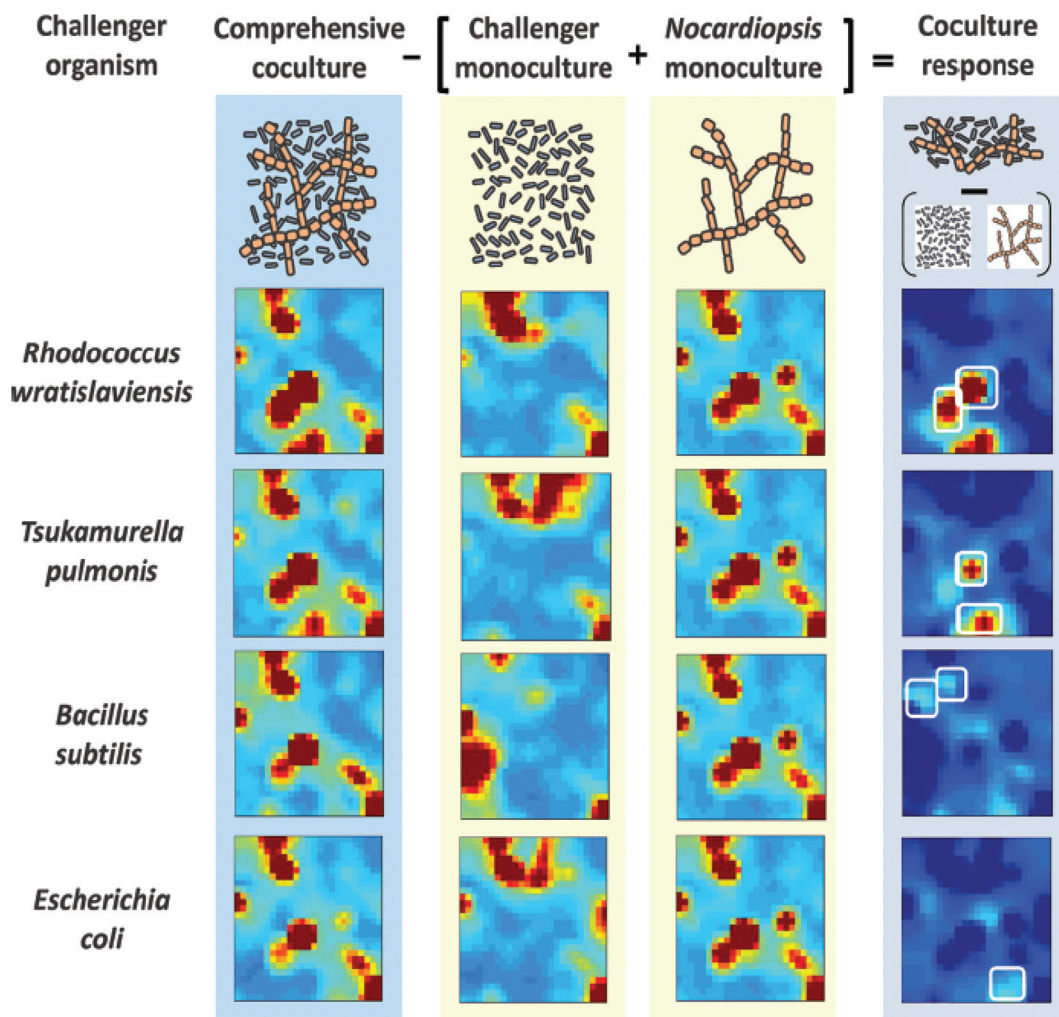 Challenger
organism
Comprehensive
coculture
−
[
Challenger
monoculture
+
Nocardiopsis
monoculture
]
=
Coculture
response
−
Rhodococcus
wratislaviensis
Tsukamurella
pulmonis
Bacillus
subtilis
Escherichia
coli